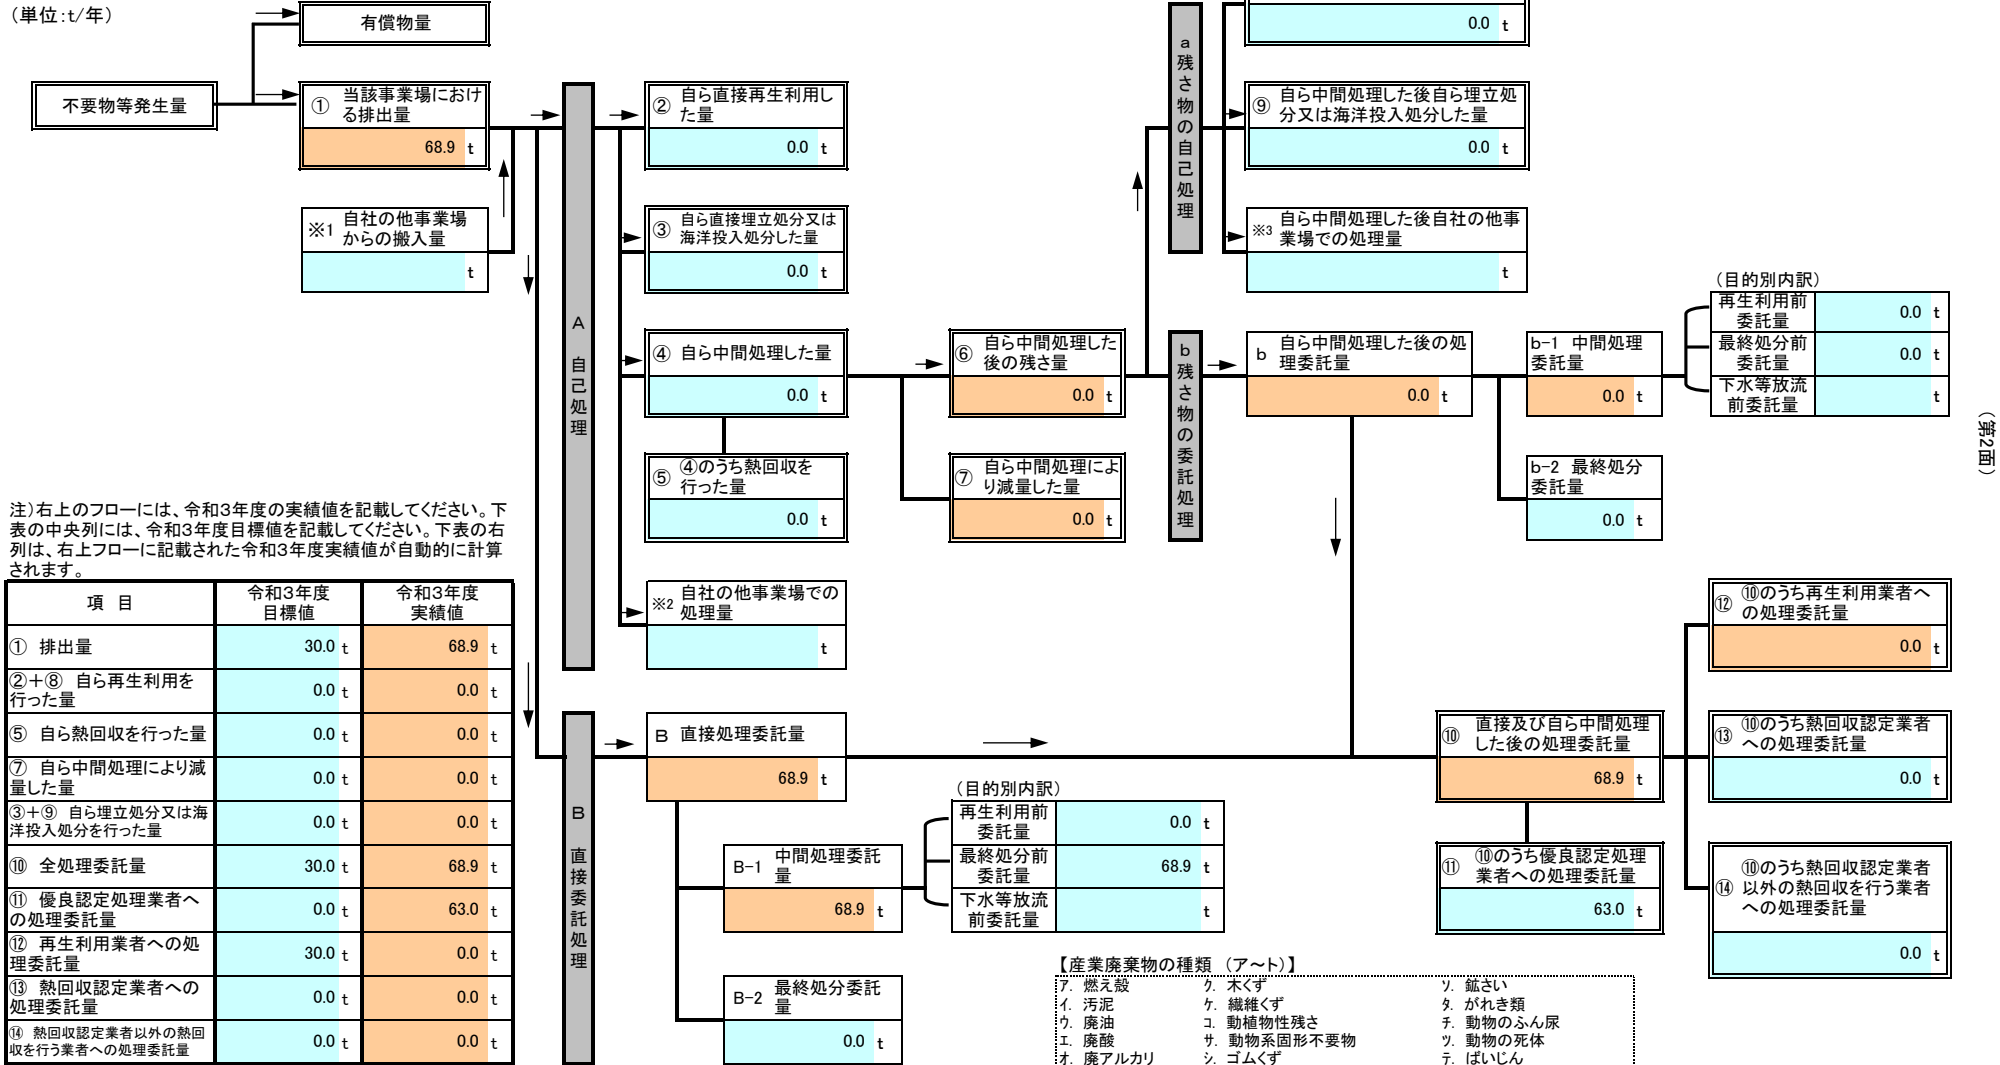 （単位：t/年）
有償物量
不要物等発生量
① 当該事業場におけ
る排出量
68.9 t
※1 自社の他事業場
からの搬入量
t
A 自己処理
② 自ら直接再生利用し
た量
0.0 t
③ 自ら直接埋立処分又は
海洋投入処分した量
0.0 t
④ 自ら中間処理した量
0.0 t
⑤ ④のうち熱回収を
行った量
0.0 t
※2 自社の他事業場での
処理量
t
⑥ 自ら中間処理した
後の残さ量
0.0 t
⑦ 自ら中間処理によ
り減量した量
0.0 t
a残さ物の自己処理
0.0 t
⑨ 自ら中間処理した後自ら埋立処
分又は海洋投入処分した量
0.0 t
※3 自ら中間処理した後自社の他事
業場での処理量
t
b残さ物の委託処理
b 自ら中間処理した後の処
理委託量
0.0 t
b-1 中間処理
委託量
0.0 t
（目的別内訳）
再生利用前
委託量
0.0 t
最終処分前
委託量
0.0 t
下水等放流
前委託量
t
b-2 最終処分
委託量
0.0 t
（第2面）
注）右上のフローには、令和3年度の実績値を記載してください。下
表の中央列には、令和3年度目標値を記載してください。下表の右
列は、右上フローに記載された令和3年度実績値が自動的に計算
されます。
項 目 令和3年度 目標値 令和3年度 実績値
① 排出量 30.0 t 68.9 t
②＋⑧ 自ら再生利用を
行った量 0.0 t 0.0 t
⑤ 自ら熱回収を行った量 0.0 t 0.0 t
⑦ 自ら中間処理により減
量した量 0.0 t 0.0 t
③＋⑨ 自ら埋立処分又は海
洋投入処分を行った量 0.0 t 0.0 t
⑩ 全処理委託量 30.0 t 68.9 t
⑪ 優良認定処理業者へ
の処理委託量 0.0 t 63.0 t
⑫ 再生利用業者への処
理委託量 30.0 t 0.0 t
⑬ 熱回収認定業者への
処理委託量 0.0 t 0.0 t
⑭ 熱回収認定業者以外の熱回
収を行う業者への処理委託量 0.0 t 0.0 t
B 直接委託処理
B 直接処理委託量
68.9 t
B-1 中間処理委託
量
68.9 t
（目的別内訳）
再生利用前
委託量
0.0 t
最終処分前
委託量
68.9 t
下水等放流
前委託量
t
B-2 最終処分委託
量
0.0 t
⑩ 直接及び自ら中間処理
した後の処理委託量
68.9 t
⑪ ⑩のうち優良認定処理
業者への処理委託量
63.0 t
⑫ ⑩のうち再生利用業者へ
の処理委託量
0.0 t
⑬ ⑩のうち熱回収認定業者
への処理委託量
0.0 t
⑭ ⑩のうち熱回収認定業者
以外の熱回収を行う業者
への処理委託量
0.0 t
【産業廃棄物の種類 （ア～ト）】
ア. 燃え殻 ク. 木くず ソ. 鉱さい
イ. 汚泥 ケ. 繊維くず タ. がれき類
ウ. 廃油 コ. 動植物性残さ チ. 動物のふん尿
エ. 廃酸 サ. 動物系固形不要物 ツ. 動物の死体
オ. 廃アルカリ シ. ゴムくず テ. ばいじん